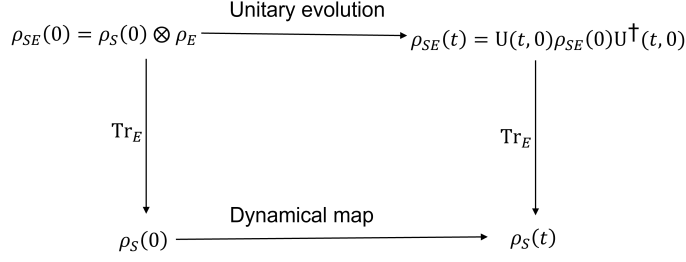 Unitary evolution
ρ_SE(0) = ρ_S(0) ⊗ ρ_E
ρ_SE(t) = U(t, 0)ρ_SE(0)U†(t, 0)
Tr_E
Tr_E
Dynamical map
ρ_S(0)
ρ_S(t)